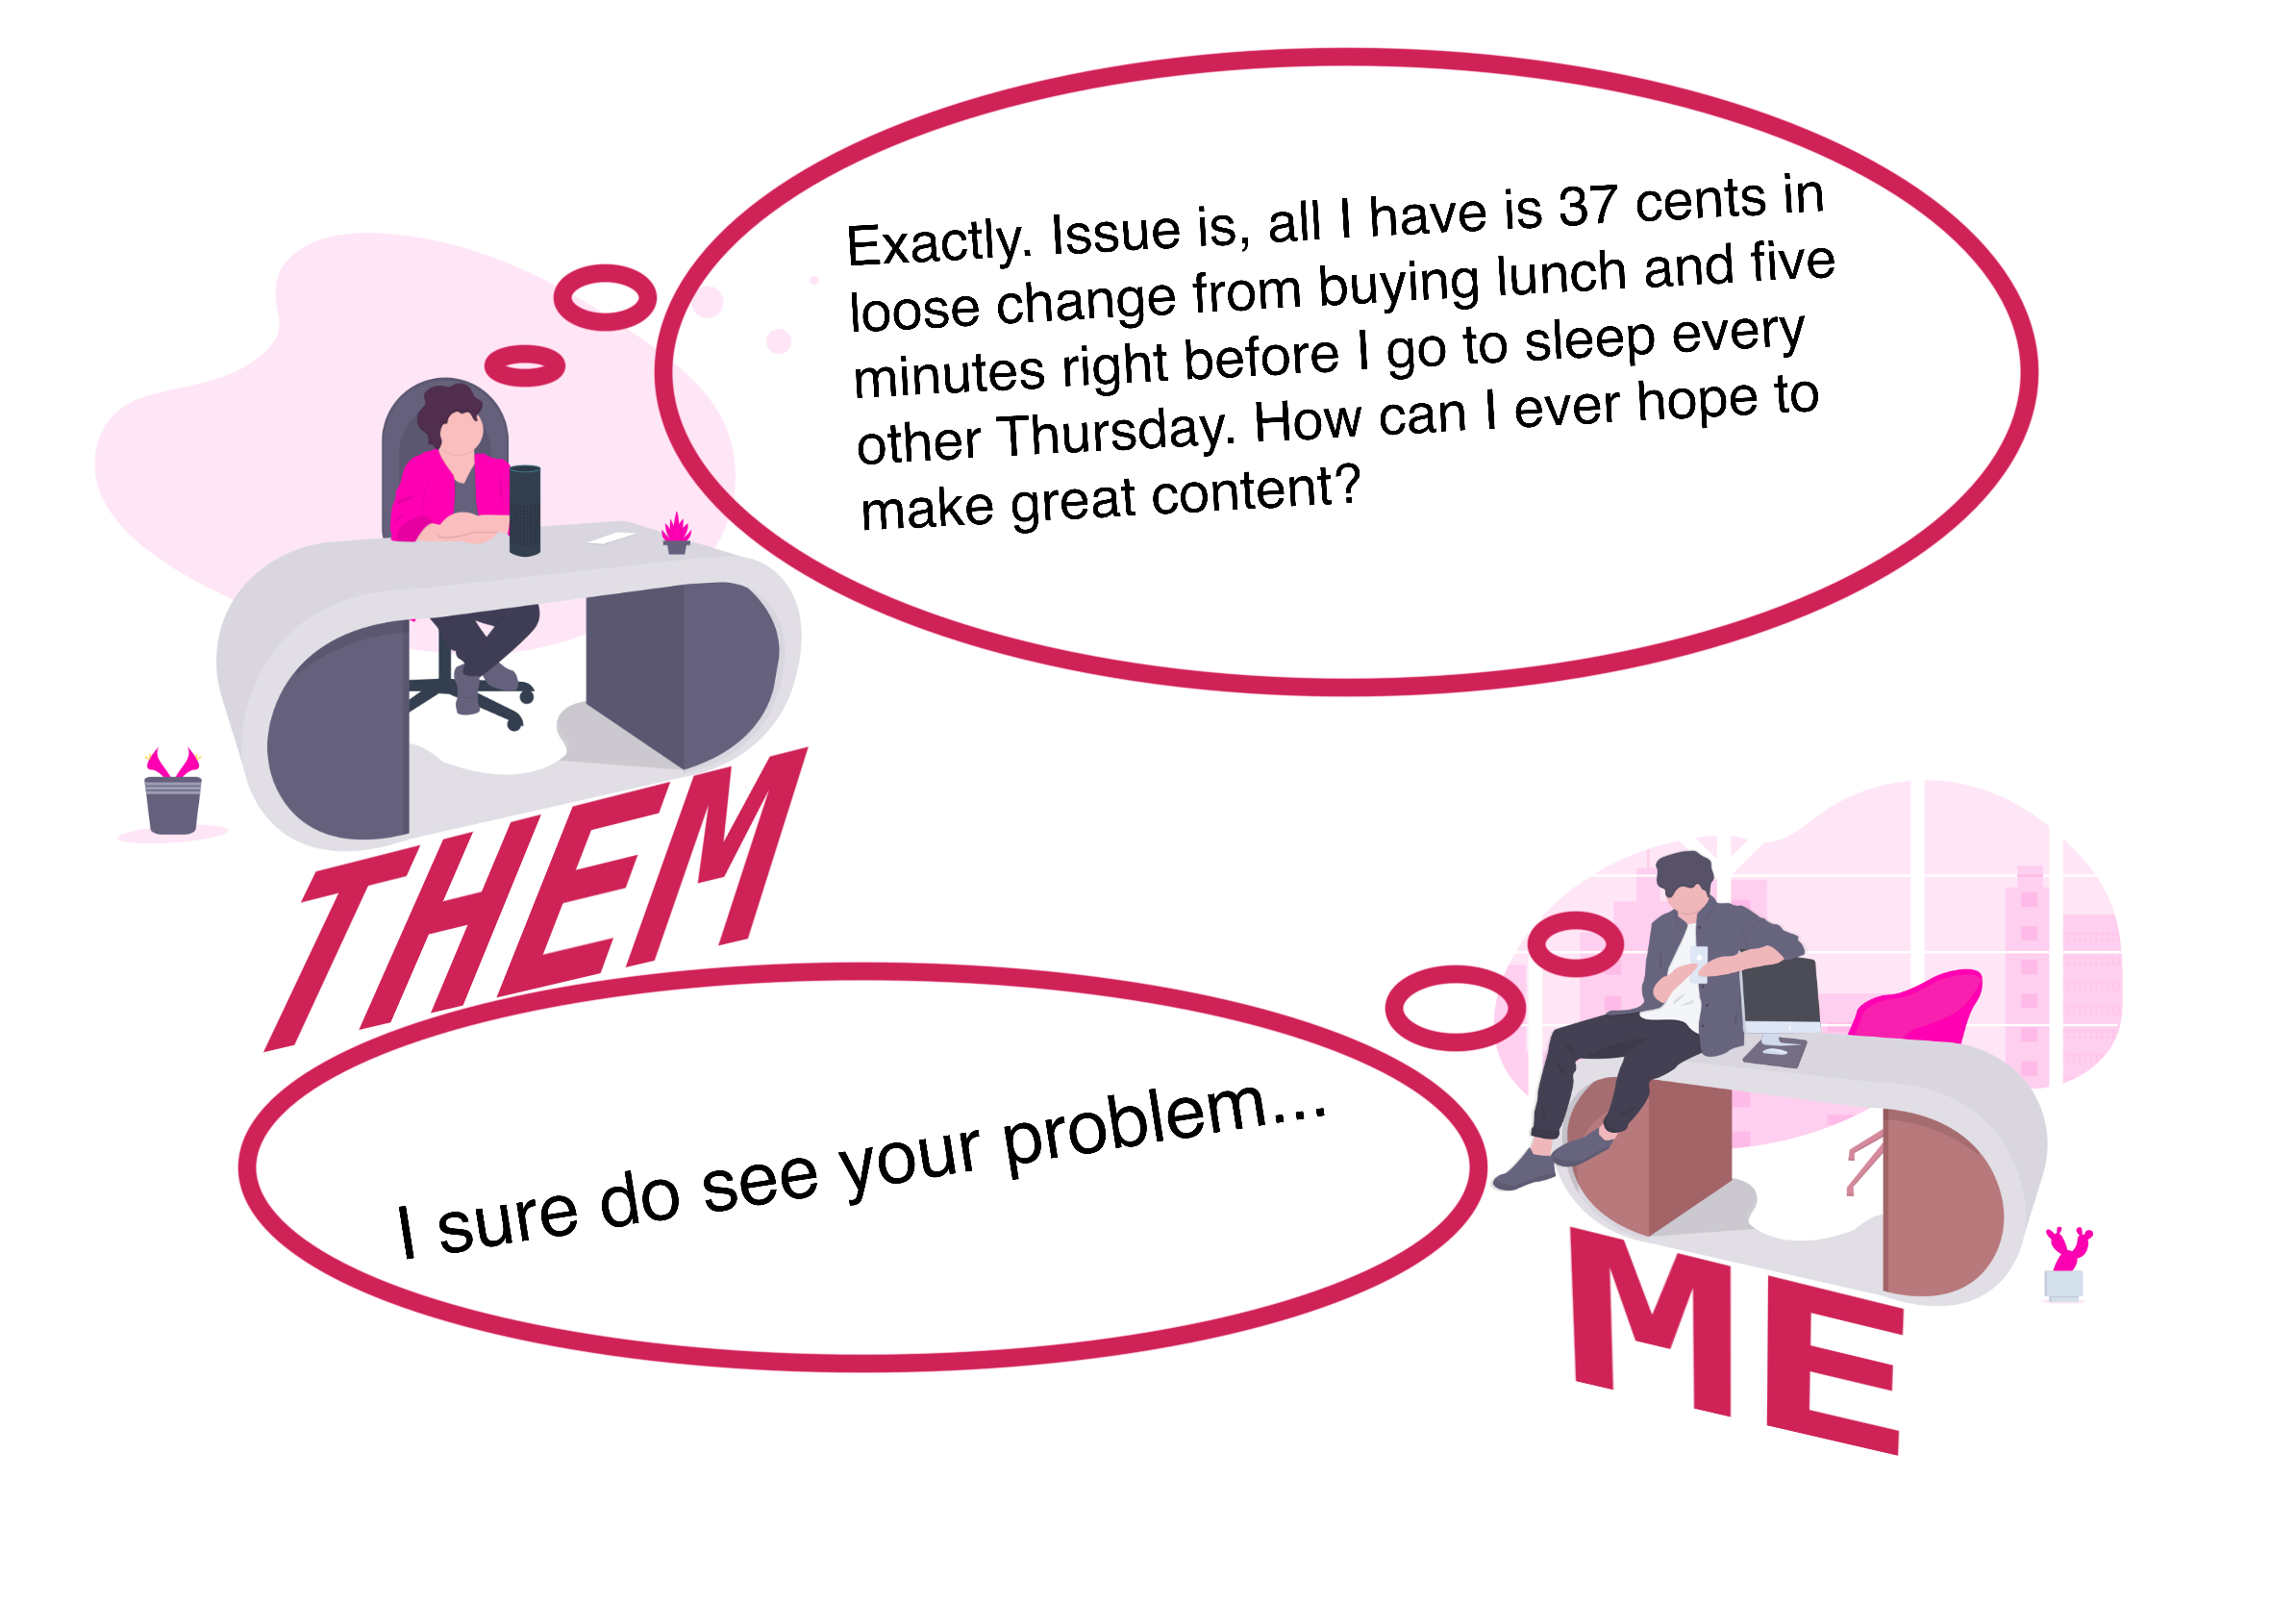 Exactly. Issue is, all I have is 37 cents in
loose change from buying lunch and five
minutes right before I go to sleep every
other Thursday. How can I ever hope to
make great content?
THEM
I sure do see your problem...
ME